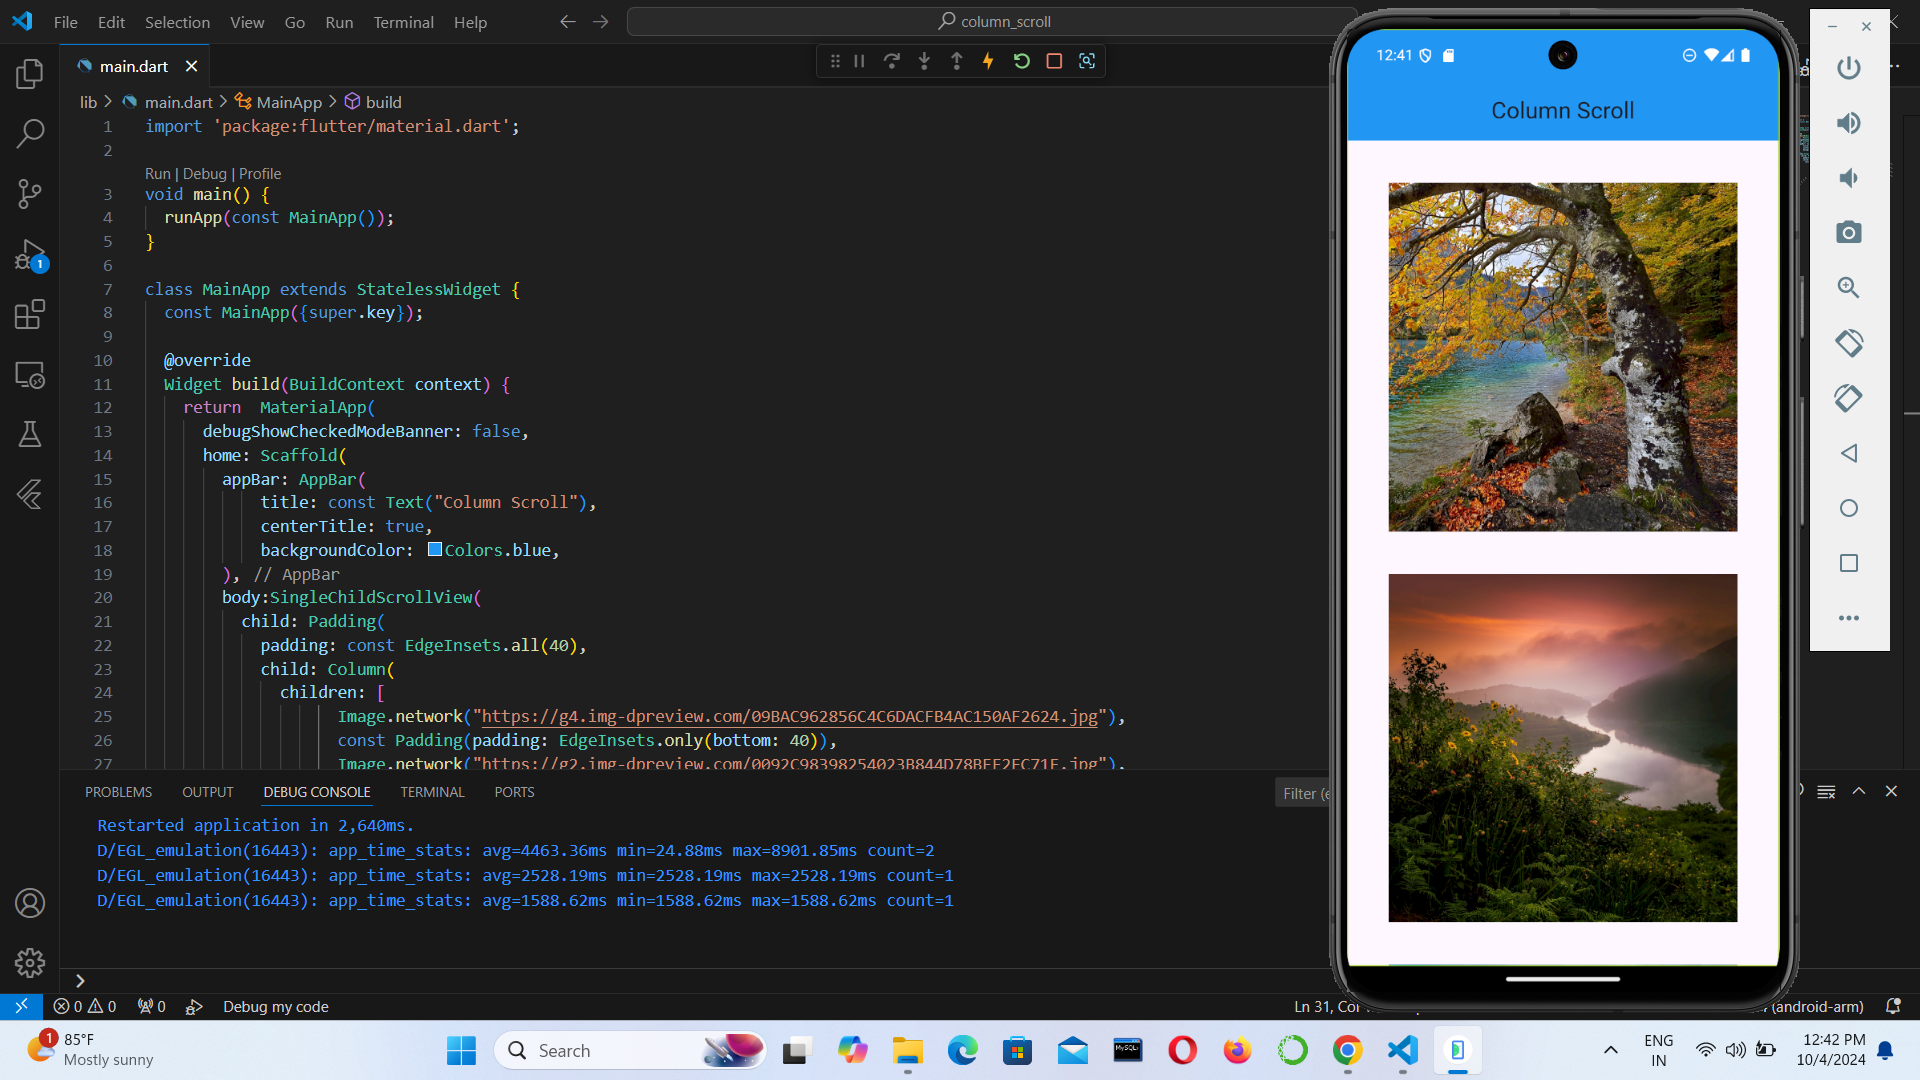 File Edit Selection View Go Run Terminal Help
column_scroll
main.dart
lib > main.dart > MainApp > build
1 import 'package:flutter/material.dart';
2
Run | Debug | Profile
3 void main() {
4 runApp(const MainApp());
5 }
6
7 class MainApp extends StatelessWidget {
8 const MainApp({super.key});
9
10 @override
11 Widget build(BuildContext context) {
12 return  MaterialApp(
13 debugShowCheckedModeBanner: false,
14 home: Scaffold(
15 appBar: AppBar(
16 title: const Text("Column Scroll"),
17 centerTitle: true,
18 backgroundColor: Colors.blue,
19 ), // AppBar
20 body:SingleChildScrollView(
21 child: Padding(
22 padding: const EdgeInsets.all(40),
23 child: Column(
24 children: [
25 Image.network("https://g4.img-dpreview.com/09BAC962856C4C6DACFB4AC150AF2624.jpg"),
26 const Padding(padding: EdgeInsets.only(bottom: 40)),
27 Image.network("https://g2.img-dpreview.com/0092C98398254023B844D78BEE2EC71E.jpg"),
PROBLEMS OUTPUT DEBUG CONSOLE TERMINAL PORTS
Filter (e
Restarted application in 2,640ms.
D/EGL_emulation(16443): app_time_stats: avg=4463.36ms min=24.88ms max=8901.85ms count=2
D/EGL_emulation(16443): app_time_stats: avg=2528.19ms min=2528.19ms max=2528.19ms count=1
D/EGL_emulation(16443): app_time_stats: avg=1588.62ms min=1588.62ms max=1588.62ms count=1
1
0 0 0 Debug my code
Ln 31, Co
(android-arm)
12:41
Column Scroll
1
85°F
Mostly sunny
Search
MySQL
ENG
IN
12:42 PM
10/4/2024